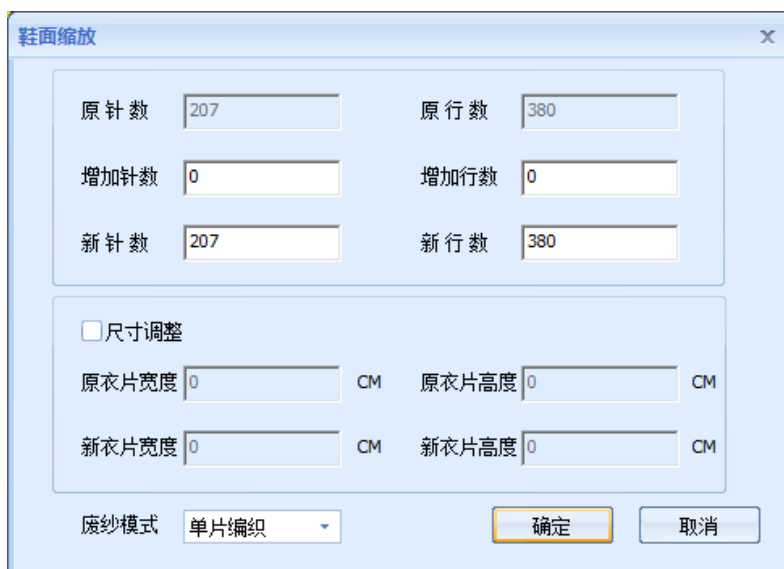 鞋面缩放
原针数 207 原行数 380
增加针数 0 增加行数 0
新针数 207 新行数 380
尺寸调整
原衣片宽度 0 CM 原衣片高度 0 CM
新衣片宽度 0 CM 新衣片高度 0 CM
废纱模式 单片编织 确定 取消